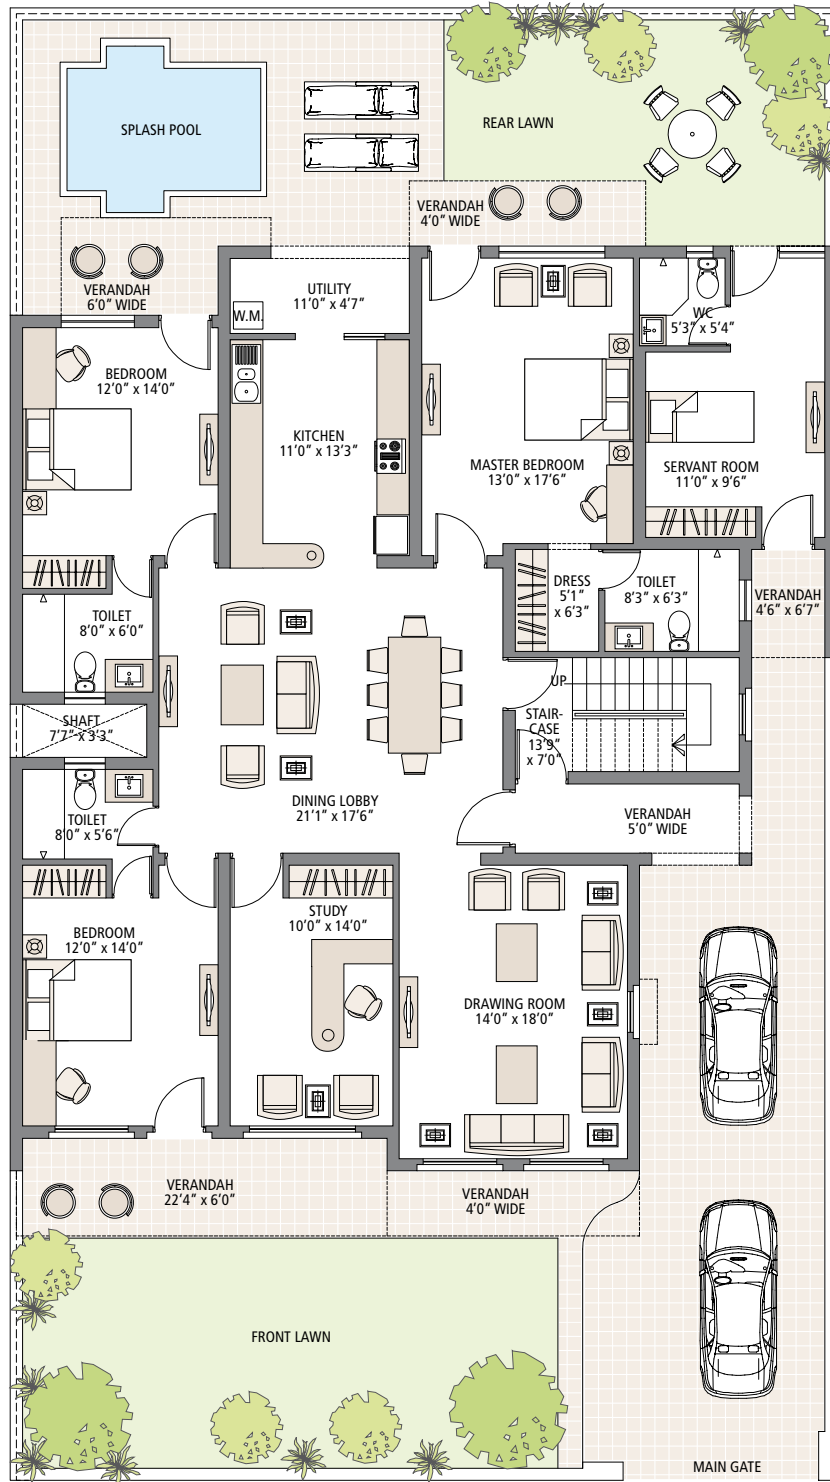 SPLASH POOL
REAR LAWN
VERANDAH
4'0" WIDE
VERANDAH
6'0" WIDE
UTILITY
11'0" x 4'7"
W.M.
WC
5'3" x 5'4"
BEDROOM
12'0" x 14'0"
KITCHEN
11'0" x 13'3"
MASTER BEDROOM
13'0" x 17'6"
SERVANT ROOM
11'0" x 9'6"
TOILET
8'0" x 6'0"
DRESS
5'1"
x 6'3"
TOILET
8'3" x 6'3"
VERANDAH
4'6" x 6'7"
UP
SHAFT
7'7" x 3'3"
STAIR-
CASE
13'9"
x 7'0"
DINING LOBBY
21'1" x 17'6"
TOILET
8'0" x 5'6"
VERANDAH
5'0" WIDE
BEDROOM
12'0" x 14'0"
STUDY
10'0" x 14'0"
DRAWING ROOM
14'0" x 18'0"
VERANDAH
22'4" x 6'0"
VERANDAH
4'0" WIDE
FRONT LAWN
MAIN GATE